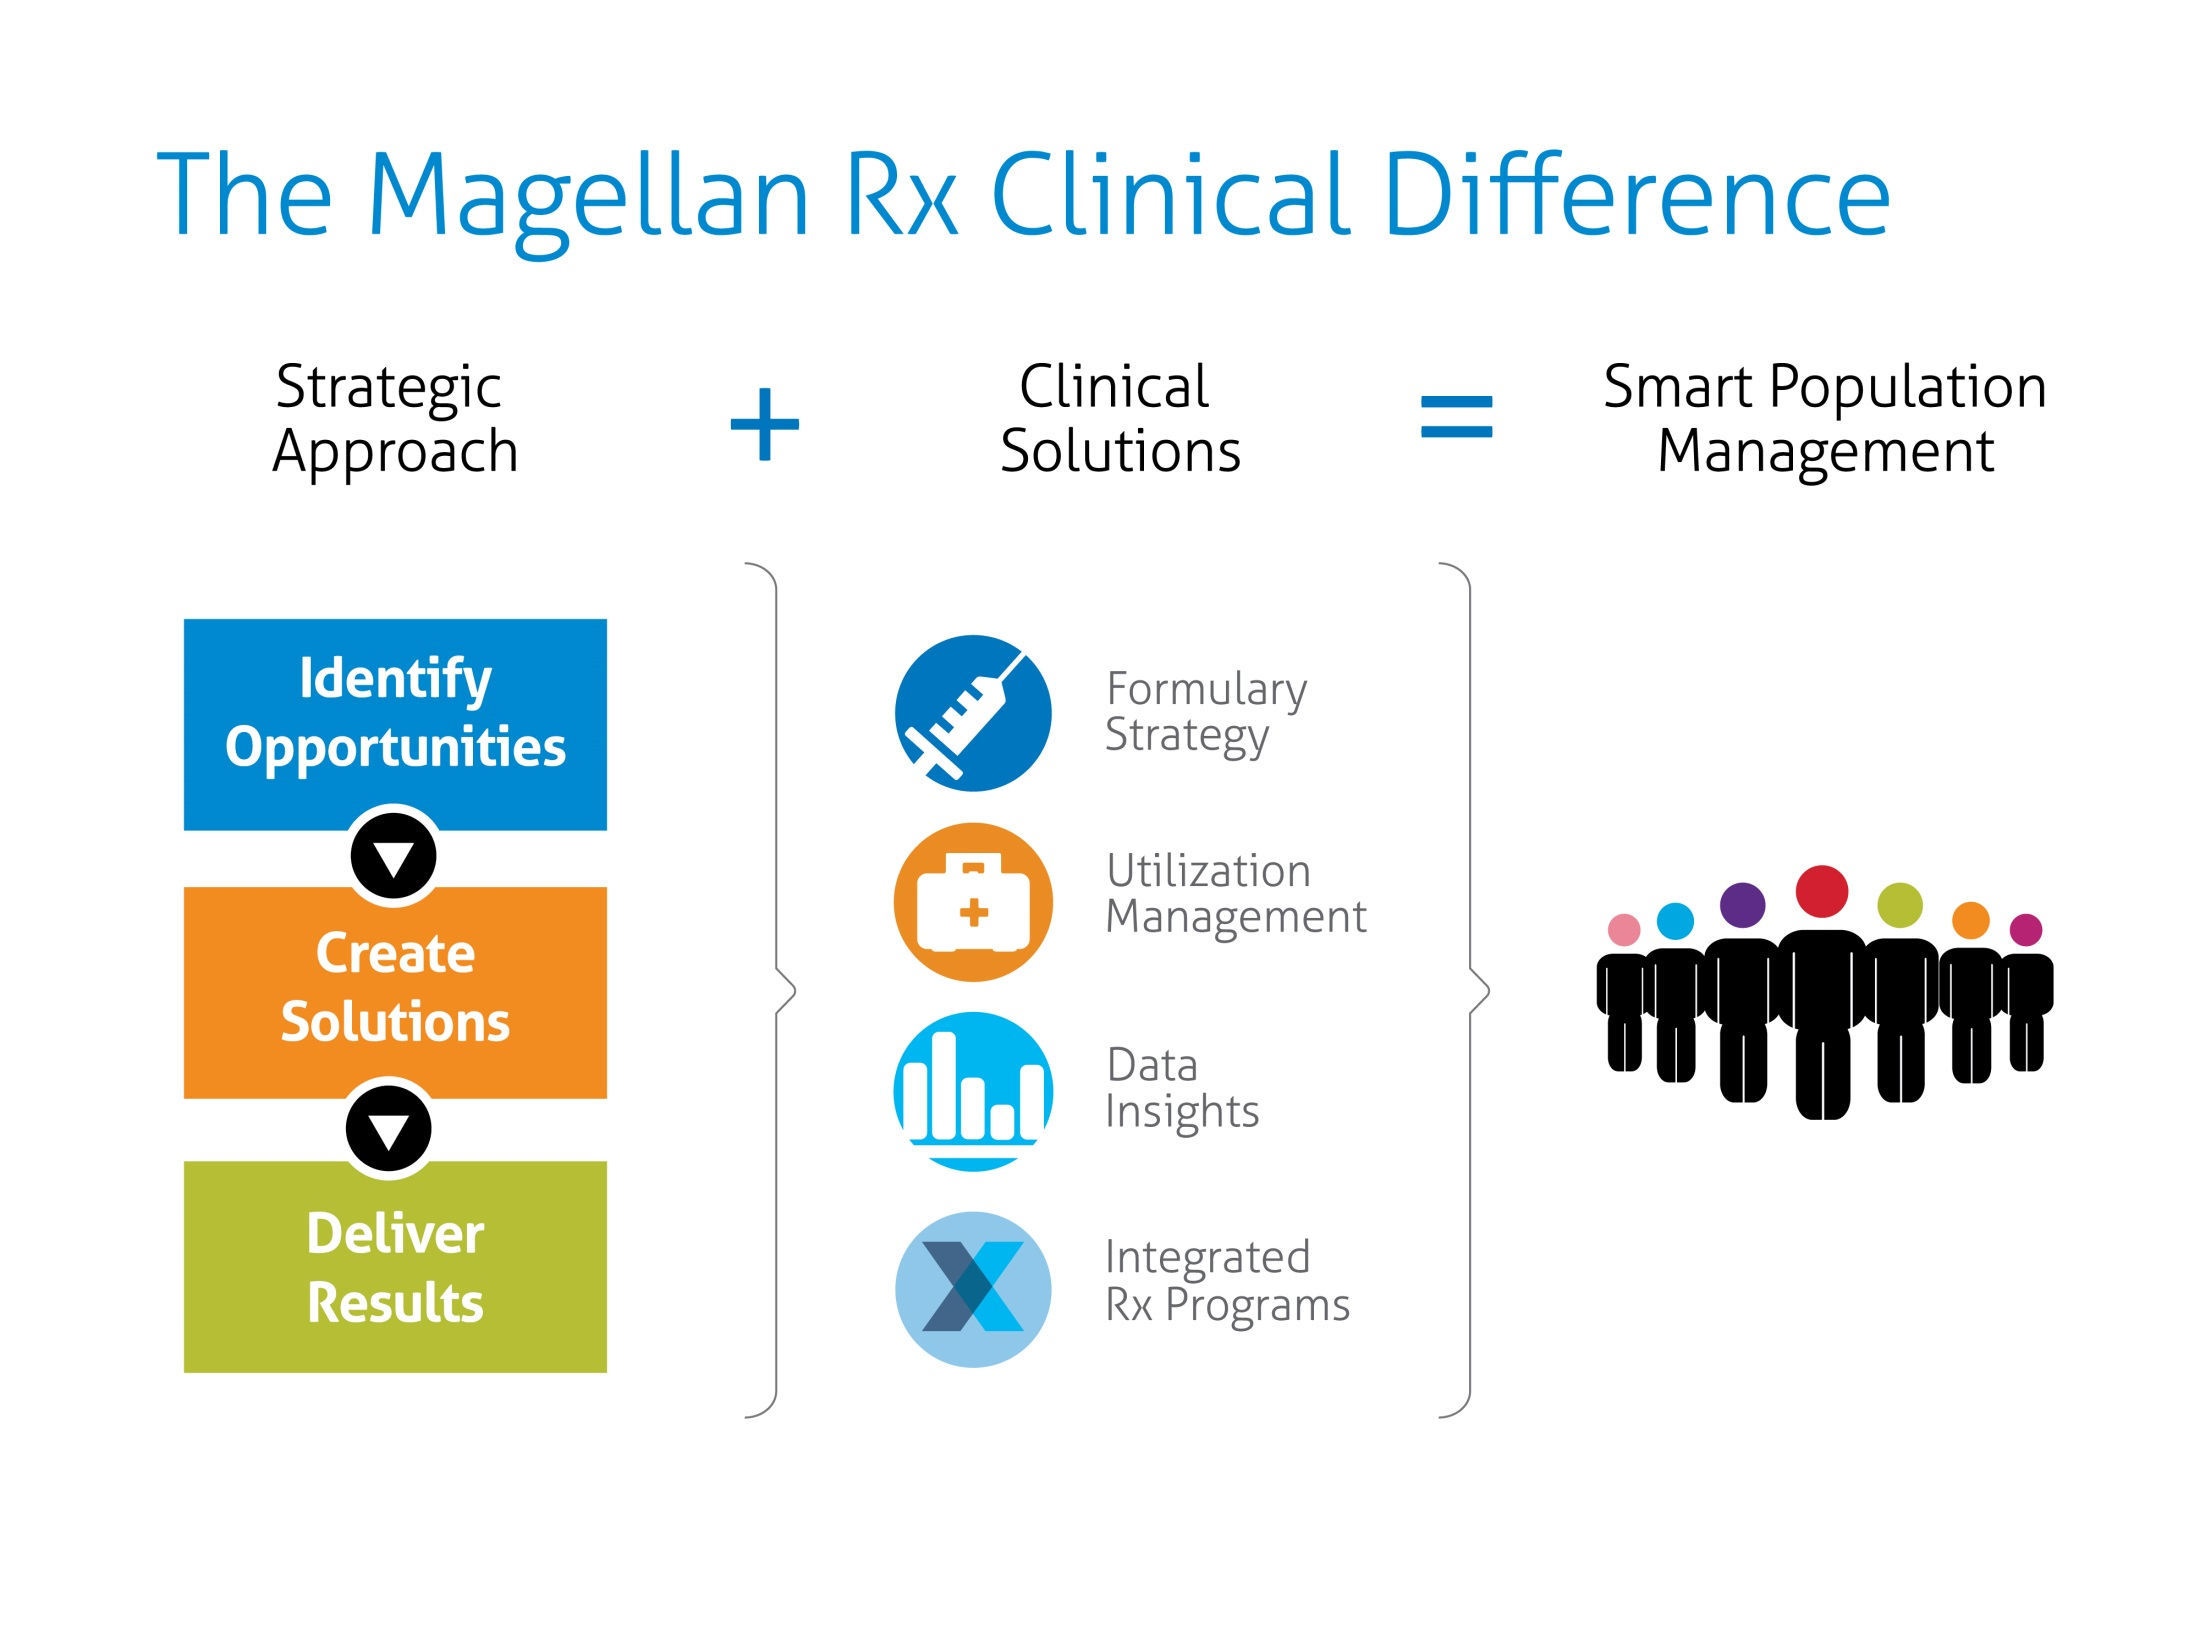 The Magellan Rx Clinical Difference
Strategic
Approach
+
Clinical
Solutions
=
Smart Population
Management
Identify
Opportunities
Create
Solutions
Deliver
Results
Formulary
Strategy
Utilization
Management
Data
Insights
Integrated
Rx Programs